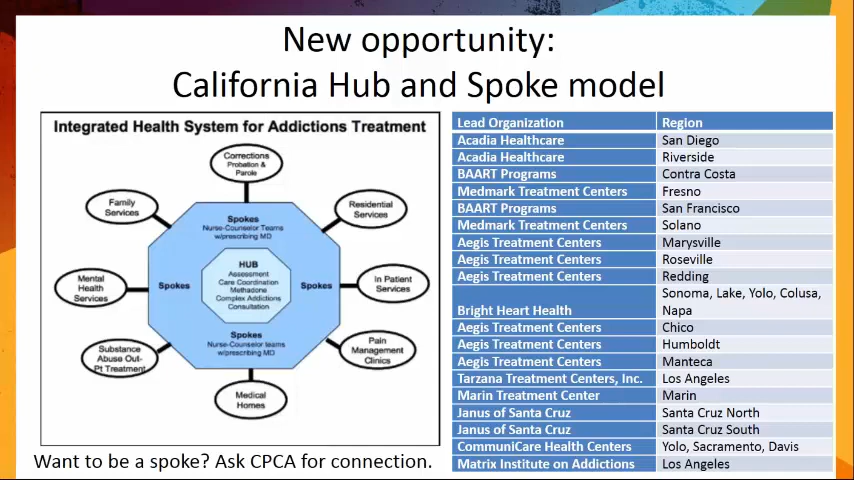 New opportunity:
California Hub and Spoke model
Integrated Health System for Addictions Treatment
Corrections
Probation &
Parole
Family
Services
Residential
Services
Spokes
Nurse-Counselor Teams
w/prescribing MD
HUB
Assessment
Care Coordination
Methadone
Complex Addictions
Consultation
Spokes
Spokes
Mental
Health
Services
In Patient
Services
Spokes
Nurse-Counselor teams
w/prescribing MD
Substance
Abuse Out-
Pt Treatment
Pain
Management
Clinics
Medical
Homes
Want to be a spoke? Ask CPCA for connection.
Lead Organization Region
Acadia Healthcare San Diego
Acadia Healthcare Riverside
BAART Programs Contra Costa
Medmark Treatment Centers Fresno
BAART Programs San Francisco
Medmark Treatment Centers Solano
Aegis Treatment Centers Marysville
Aegis Treatment Centers Roseville
Aegis Treatment Centers Redding
Sonoma, Lake, Yolo, Colusa,
Bright Heart Health Napa
Aegis Treatment Centers Chico
Aegis Treatment Centers Humboldt
Aegis Treatment Centers Manteca
Tarzana Treatment Centers, Inc. Los Angeles
Marin Treatment Center Marin
Janus of Santa Cruz Santa Cruz North
Janus of Santa Cruz Santa Cruz South
CommuniCare Health Centers Yolo, Sacramento, Davis
Matrix Institute on Addictions Los Angeles